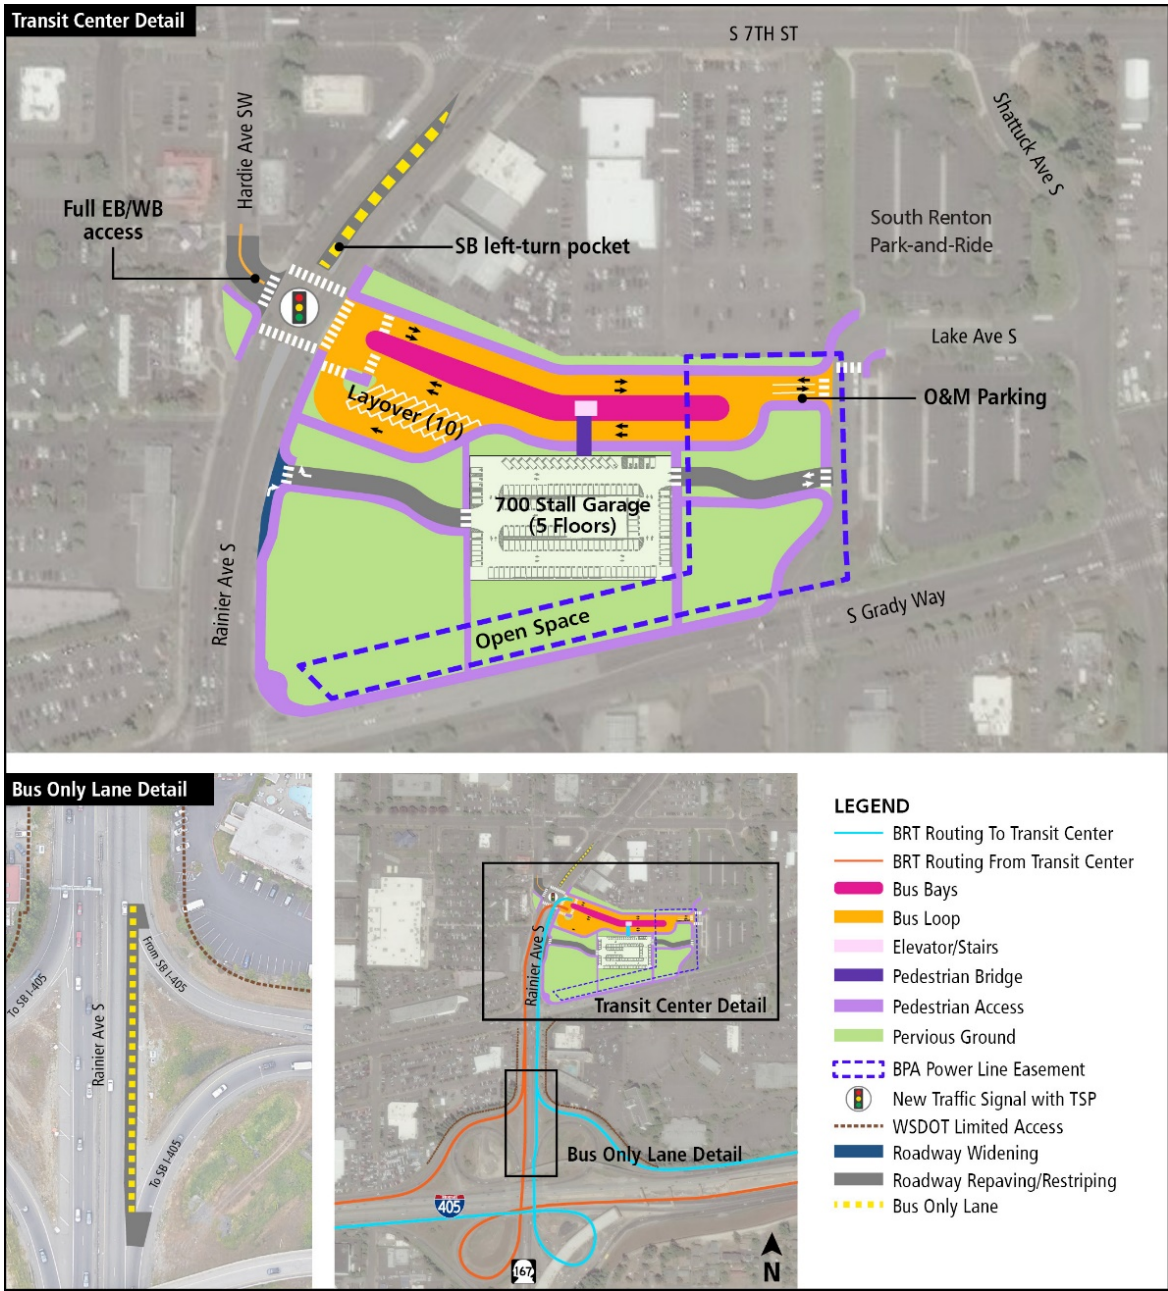 Transit Center Detail
S 7TH ST
Hardie Ave SW
Shattuck Ave S
Full EB/WB
access
SB left-turn pocket
South Renton
Park-and-Ride
Lake Ave S
O&M Parking
Layover (10)
700 Stall Garage
(5 Floors)
Rainier Ave S
Open Space
S Grady Way
Bus Only Lane Detail
To SB I-405
Rainier Ave S
From SB I-405
To SB I-405
Rainier Ave S
Transit Center Detail
Bus Only Lane Detail
405
167
N
LEGEND
BRT Routing To Transit Center
BRT Routing From Transit Center
Bus Bays
Bus Loop
Elevator/Stairs
Pedestrian Bridge
Pedestrian Access
Pervious Ground
BPA Power Line Easement
New Traffic Signal with TSP
WSDOT Limited Access
Roadway Widening
Roadway Repaving/Restriping
Bus Only Lane